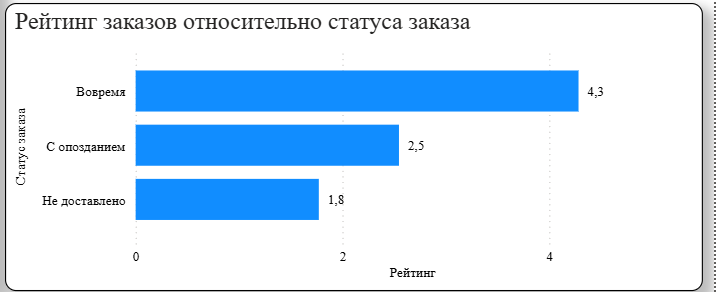 Рейтинг заказов относительно статуса заказа
Статус заказа
Вовремя
4,3
С опозданием
2,5
Не доставлено
1,8
0
2
4
Рейтинг